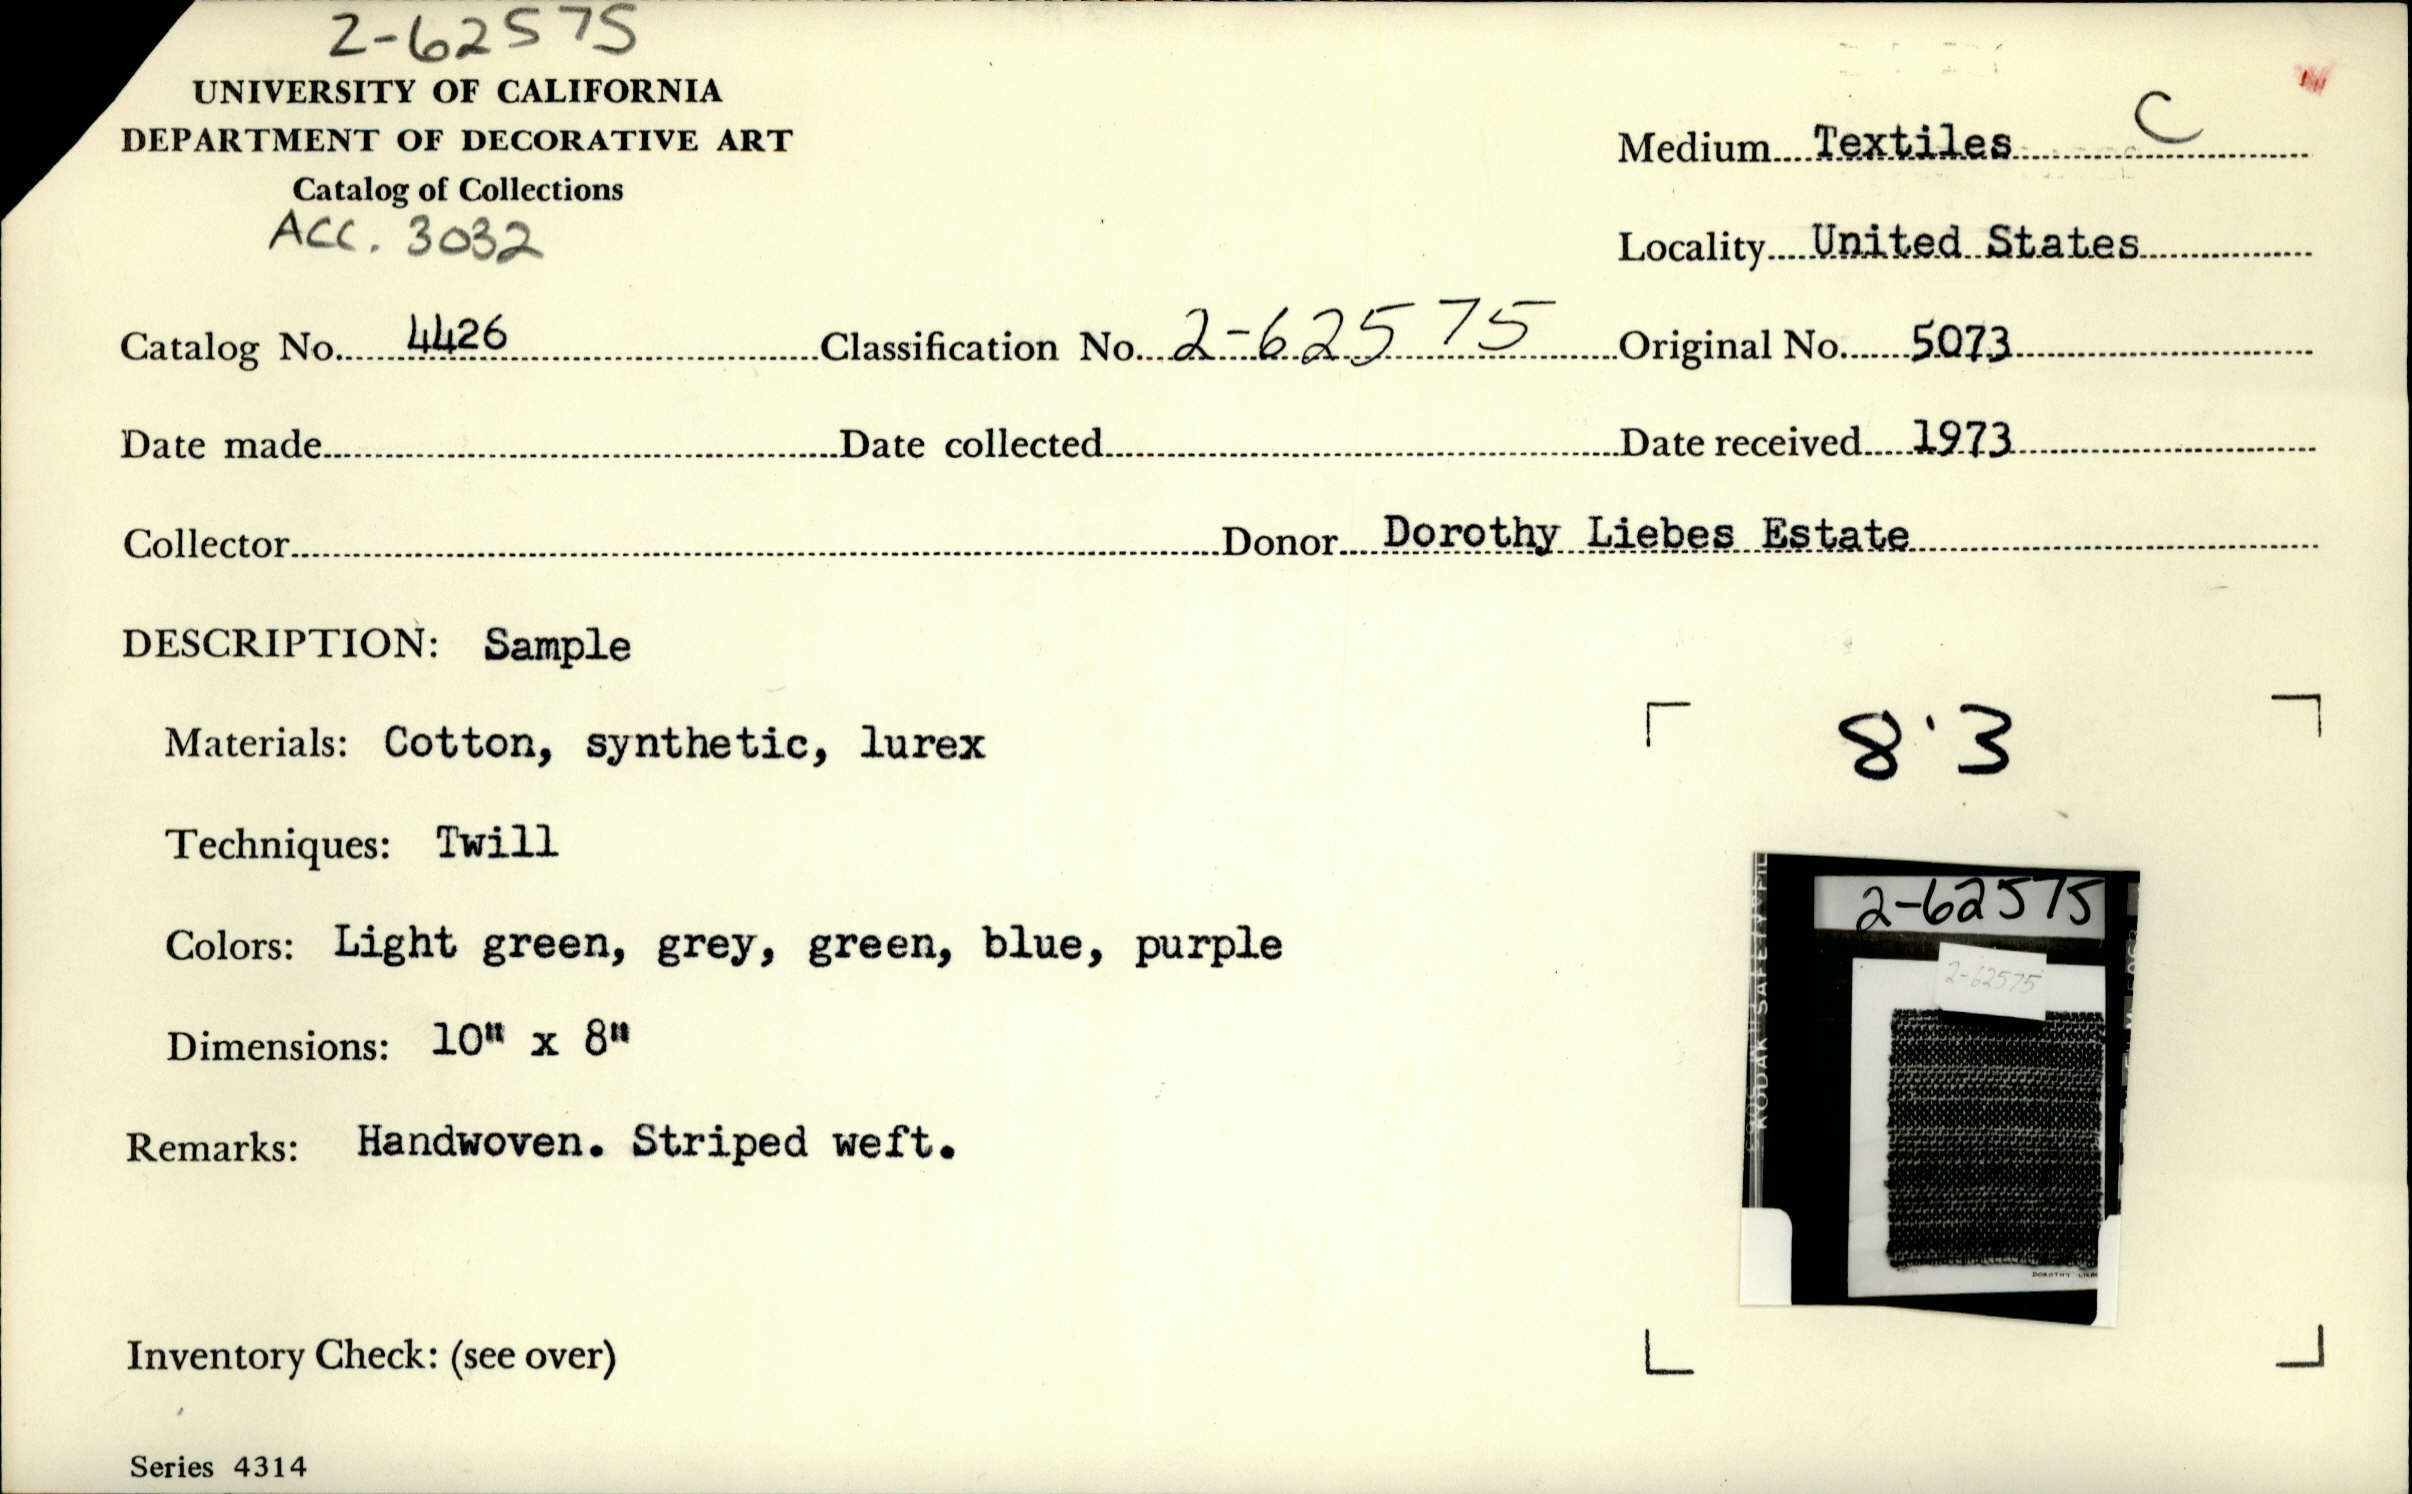 2-62575
UNIVERSITY OF CALIFORNIA
DEPARTMENT OF DECORATIVE ART
Catalog of Collections
ACC. 3032
Medium Textiles C
Locality United States
Catalog No. 4426 Classification No. 2-62575 Original No. 5073
Date made Date collected Date received 1973
Collector Donor Dorothy Liebes Estate
DESCRIPTION: Sample
Materials: Cotton, synthetic, lurex
Techniques: Twill
Colors: Light green, grey, green, blue, purple
Dimensions: 10" x 8"
Remarks: Handwoven. Striped weft.
8'3
2-62575
2-62575
KODAK SAFETY
DOROTHY
Inventory Check: (see over)
Series 4314